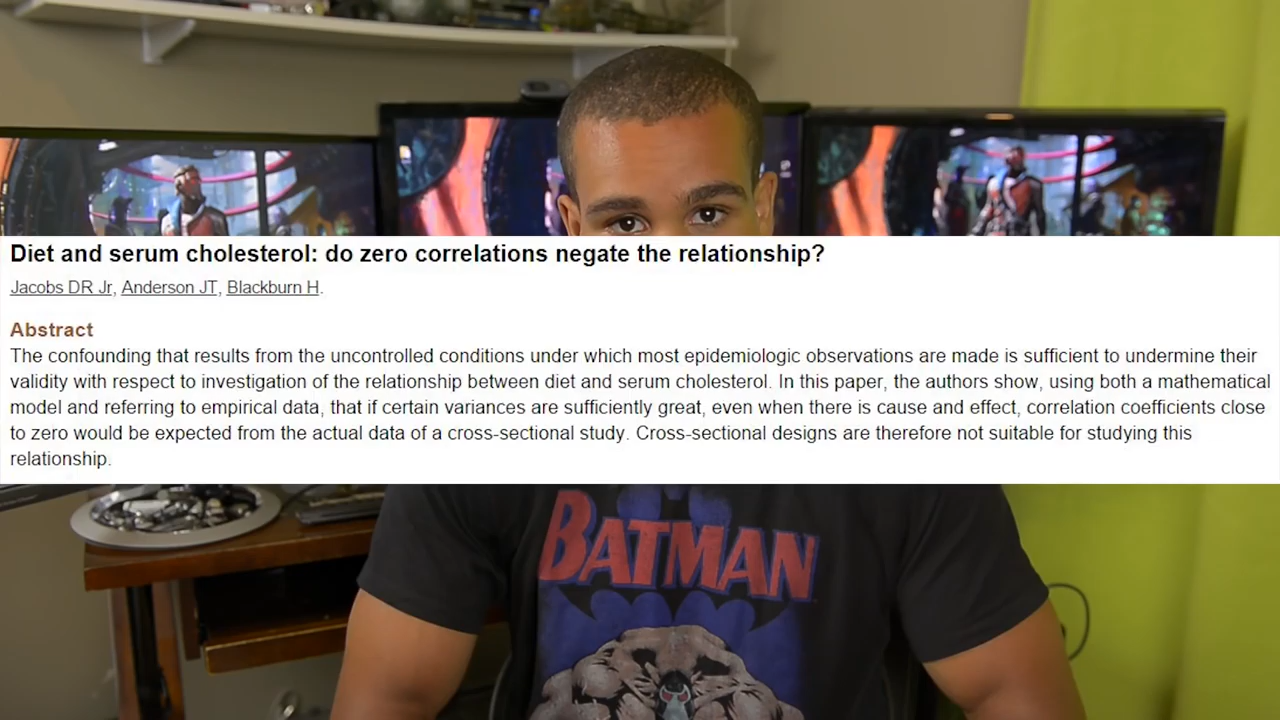 Diet and serum cholesterol: do zero correlations negate the relationship?
Jacobs DR Jr, Anderson JT, Blackburn H.
Abstract
The confounding that results from the uncontrolled conditions under which most epidemiologic observations are made is sufficient to undermine their
validity with respect to investigation of the relationship between diet and serum cholesterol. In this paper, the authors show, using both a mathematical
model and referring to empirical data, that if certain variances are sufficiently great, even when there is cause and effect, correlation coefficients close
to zero would be expected from the actual data of a cross-sectional study. Cross-sectional designs are therefore not suitable for studying this
relationship.
BATMAN